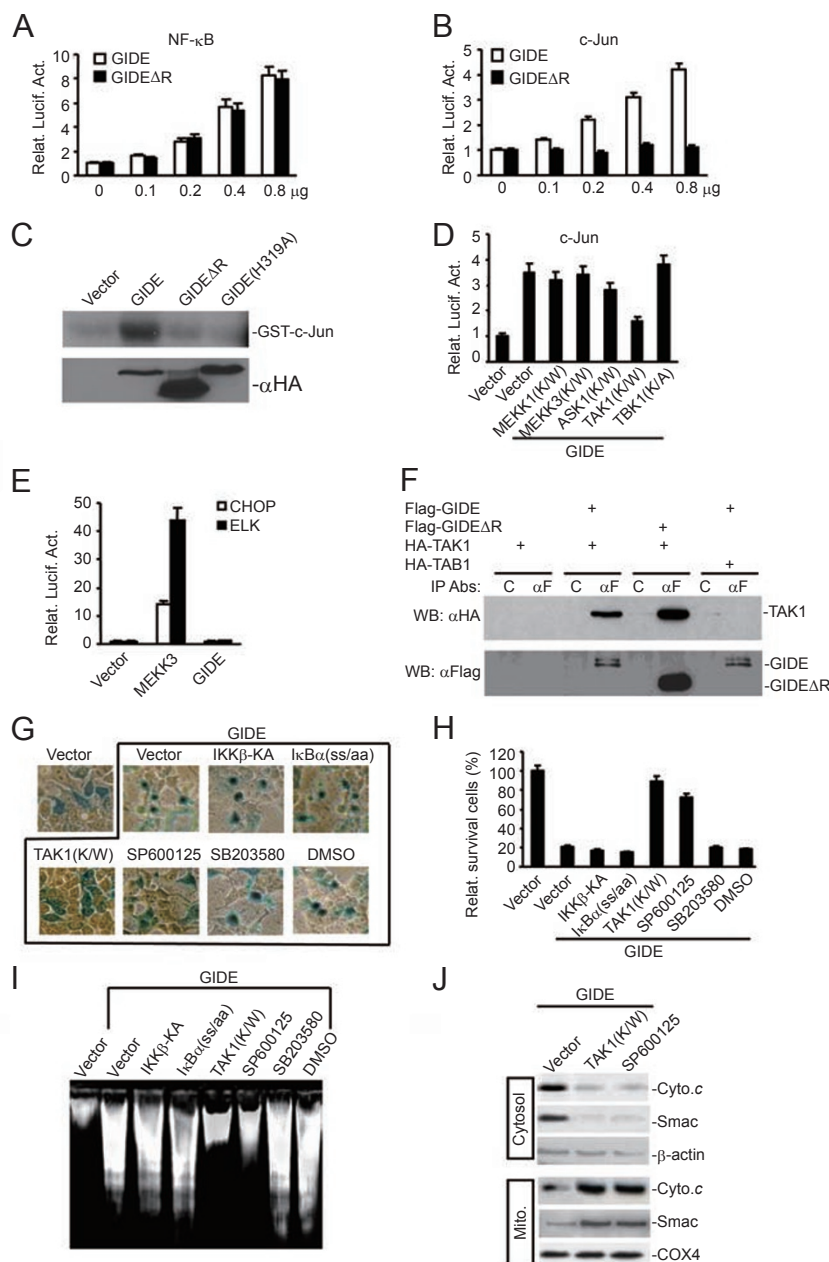 A
NF-κB
GIDE
GIDEΔR
Relat. Lucif. Act.
10
8
6
4
2
0
0 0.1 0.2 0.4 0.8 μg
B
c-Jun
GIDE
GIDEΔR
Relat. Lucif. Act.
5
4
3
2
1
0
0 0.1 0.2 0.4 0.8 μg
C
Vector GIDE GIDEΔR GIDE(H319A)
-GST-c-Jun
-αHA
D
c-Jun
Relat. Lucif. Act.
5
4
3
2
1
0
Vector Vector MEKK1(K/W) MEKK3(K/W) ASK1(K/W) TAK1(K/W) TBK1(K/A)
GIDE
E
CHOP
ELK
Relat. Lucif. Act.
50
40
30
20
10
0
Vector MEKK3 GIDE
F
Flag-GIDE + +
Flag-GIDEΔR +
HA-TAK1 + + +
HA-TAB1 +
IP Abs: C αF C αF C αF C αF
WB: αHA -TAK1
WB: αFlag -GIDE
-GIDEΔR
G
GIDE
Vector Vector IKKβ-KA IκBα(ss/aa)
TAK1(K/W) SP600125 SB203580 DMSO
H
Relat. survival cells (%)
120
100
80
60
40
20
0
Vector Vector IKKβ-KA IκBα(ss/aa) TAK1(K/W) SP600125 SB203580 DMSO
GIDE
I
GIDE
Vector Vector IKKβ-KA IκBα(ss/aa) TAK1(K/W) SP600125 SB203580 DMSO
J
GIDE
Vector TAK1(K/W) SP600125
Cytosol
-Cyto.c
-Smac
-β-actin
Mito.
-Cyto.c
-Smac
-COX4